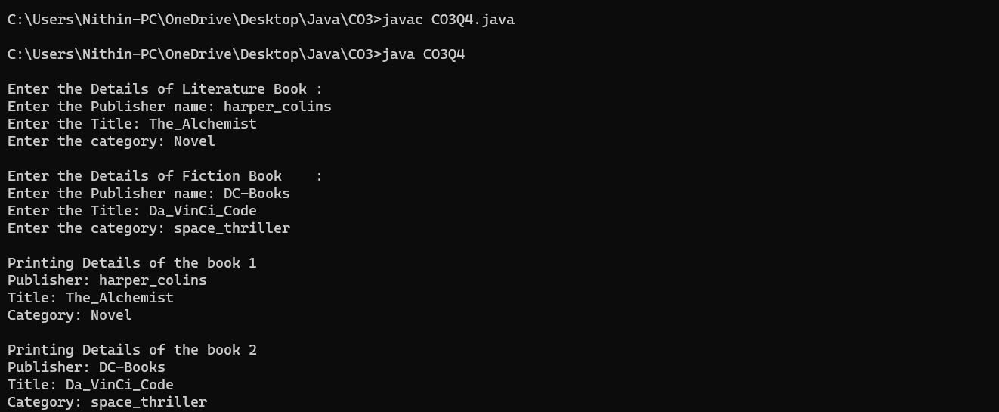 C:\Users\Nithin-PC\OneDrive\Desktop\Java\CO3>javac CO3Q4.java
C:\Users\Nithin-PC\OneDrive\Desktop\Java\CO3>java CO3Q4
Enter the Details of Literature Book :
Enter the Publisher name: harper_colins
Enter the Title: The_Alchemist
Enter the category: Novel
Enter the Details of Fiction Book    :
Enter the Publisher name: DC-Books
Enter the Title: Da_VinCi_Code
Enter the category: space_thriller
Printing Details of the book 1
Publisher: harper_colins
Title: The_Alchemist
Category: Novel
Printing Details of the book 2
Publisher: DC-Books
Title: Da_VinCi_Code
Category: space_thriller